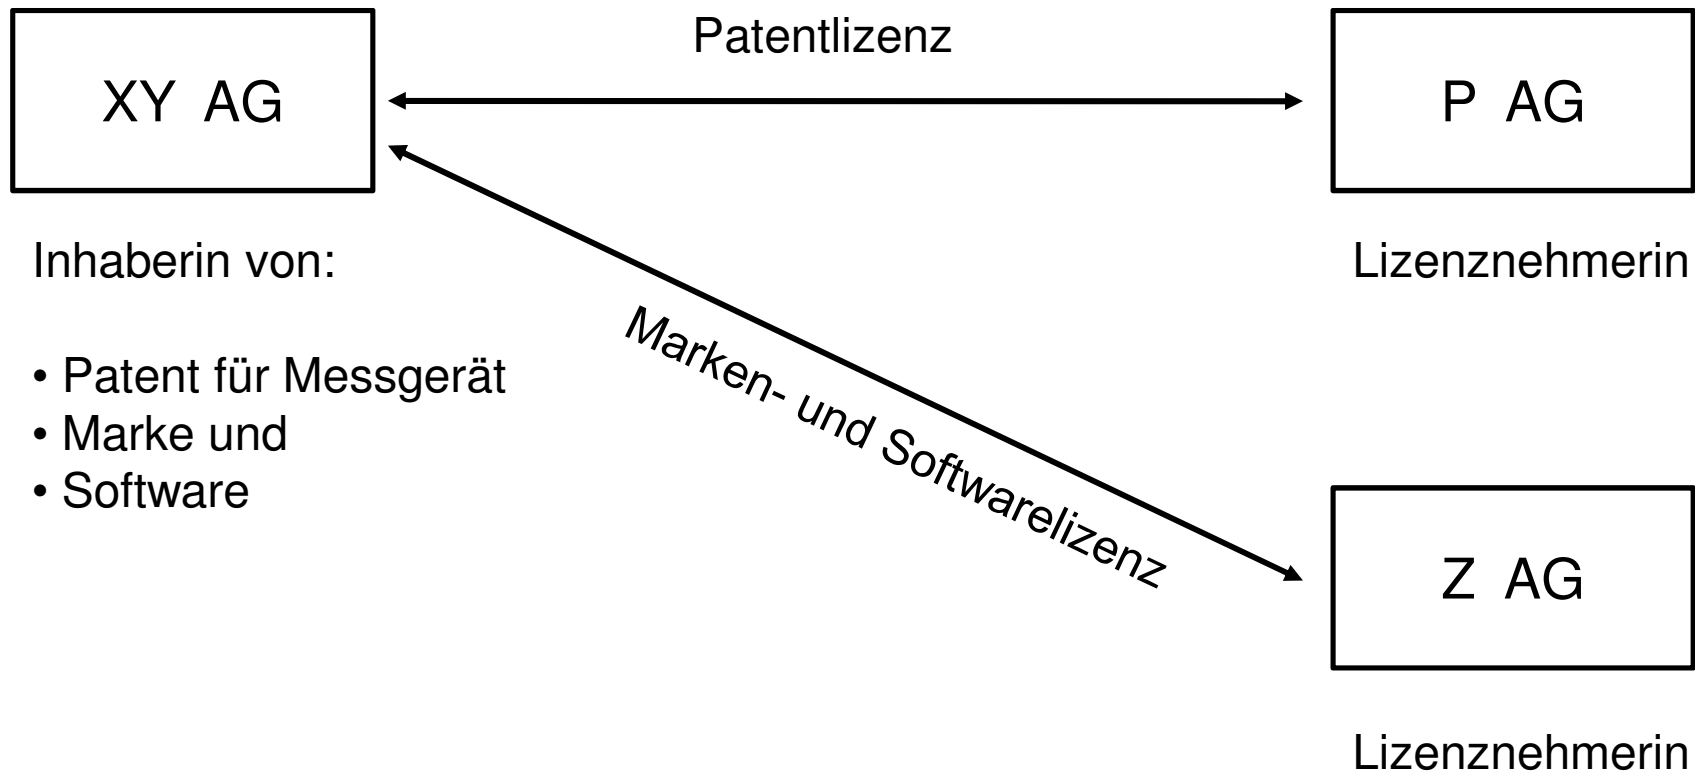 Patentlizenz
XY AG
P AG
Inhaberin von:
Lizenznehmerin
• Patent für Messgerät
• Marke und
• Software
Marken- und Softwarelizenz
Z AG
Lizenznehmerin